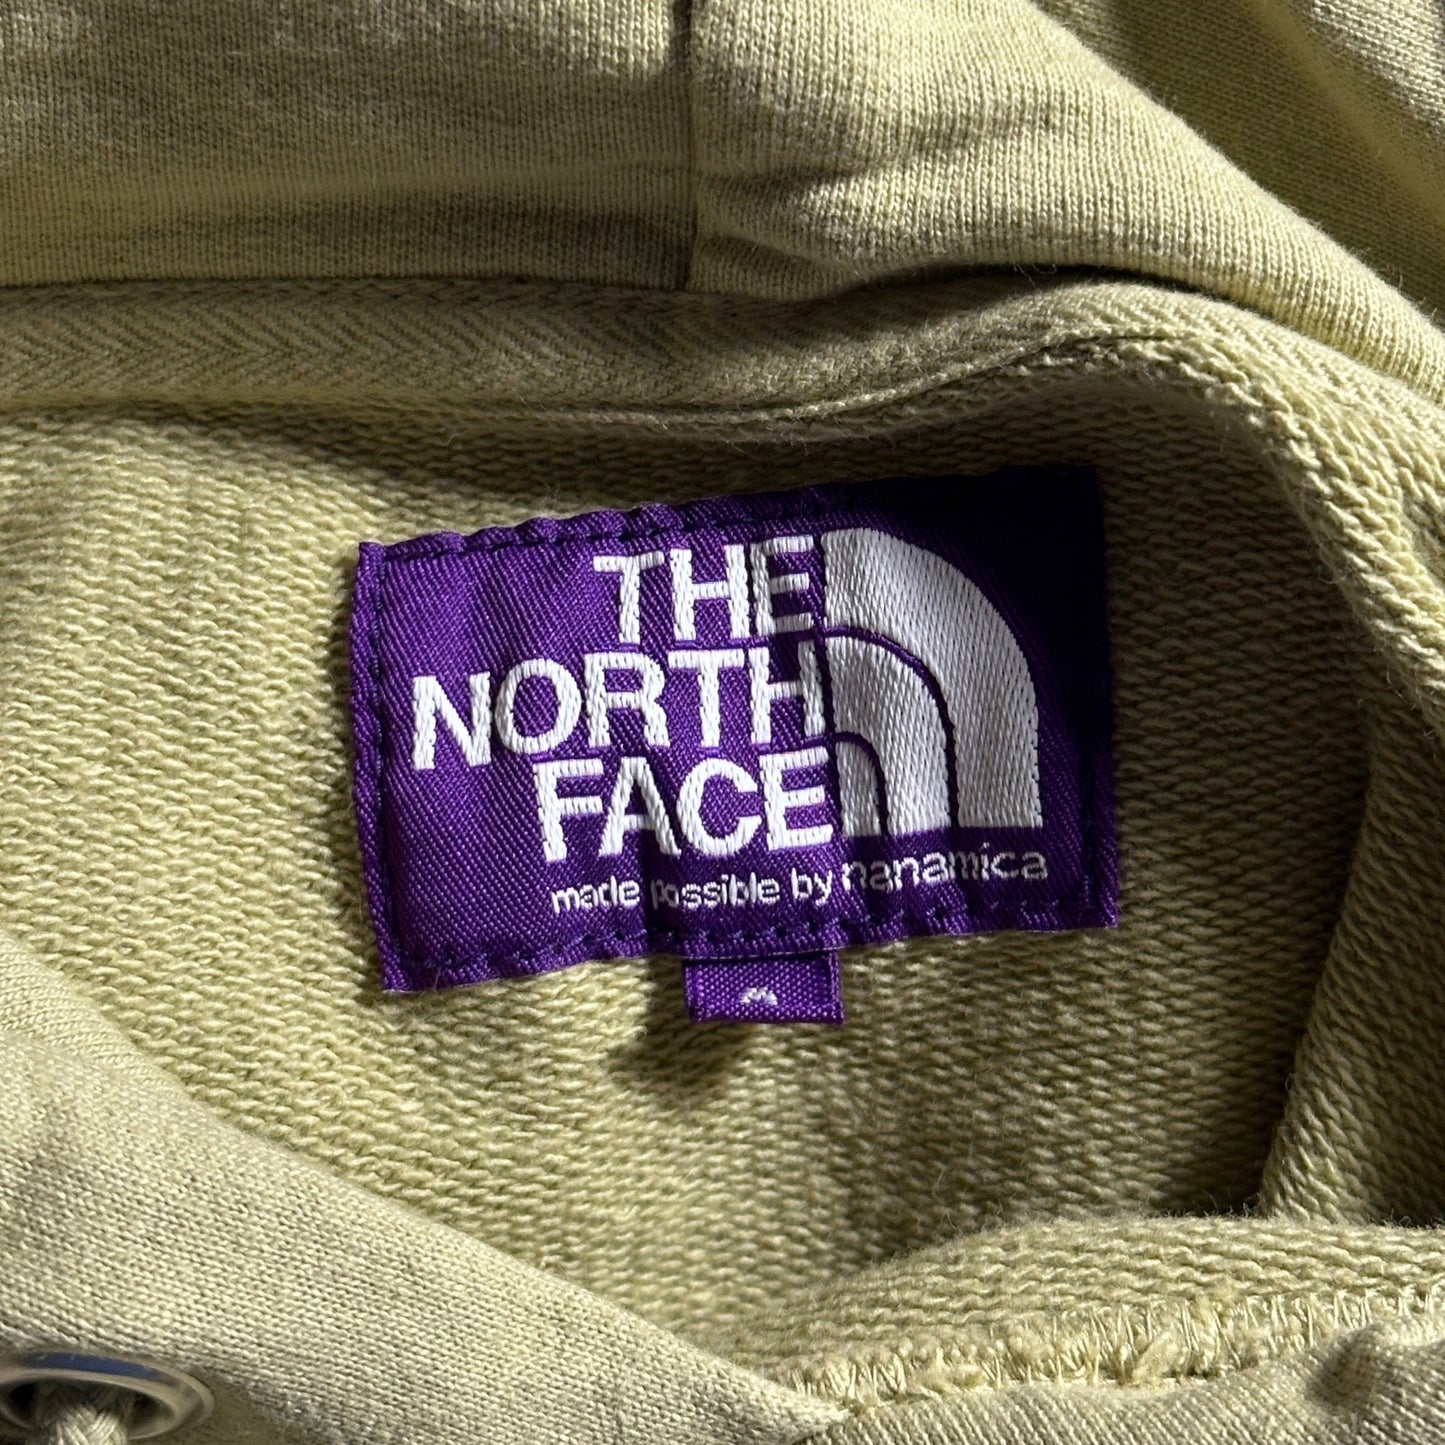 THE
NORTH
FACE
made possible by nanamica